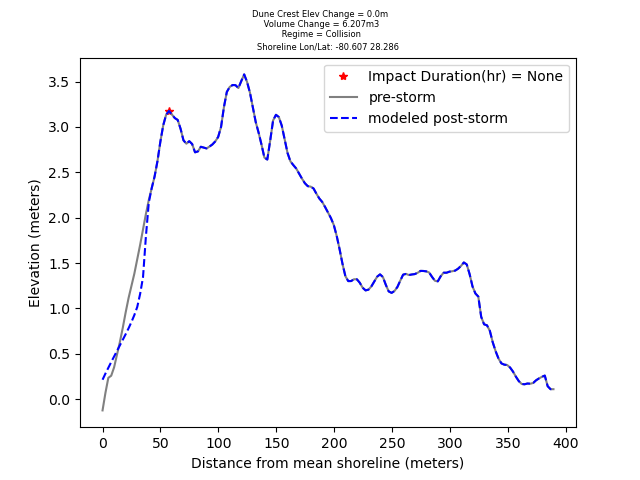 Dune Crest Elev Change = 0.0m
Volume Change = 6.207m3
Regime = Collision
Shoreline Lon/Lat: -80.607 28.286
Impact Duration(hr) = None
pre-storm
modeled post-storm
Elevation (meters)
3.5
3.0
2.5
2.0
1.5
1.0
0.5
0.0
0 50 100 150 200 250 300 350 400
Distance from mean shoreline (meters)